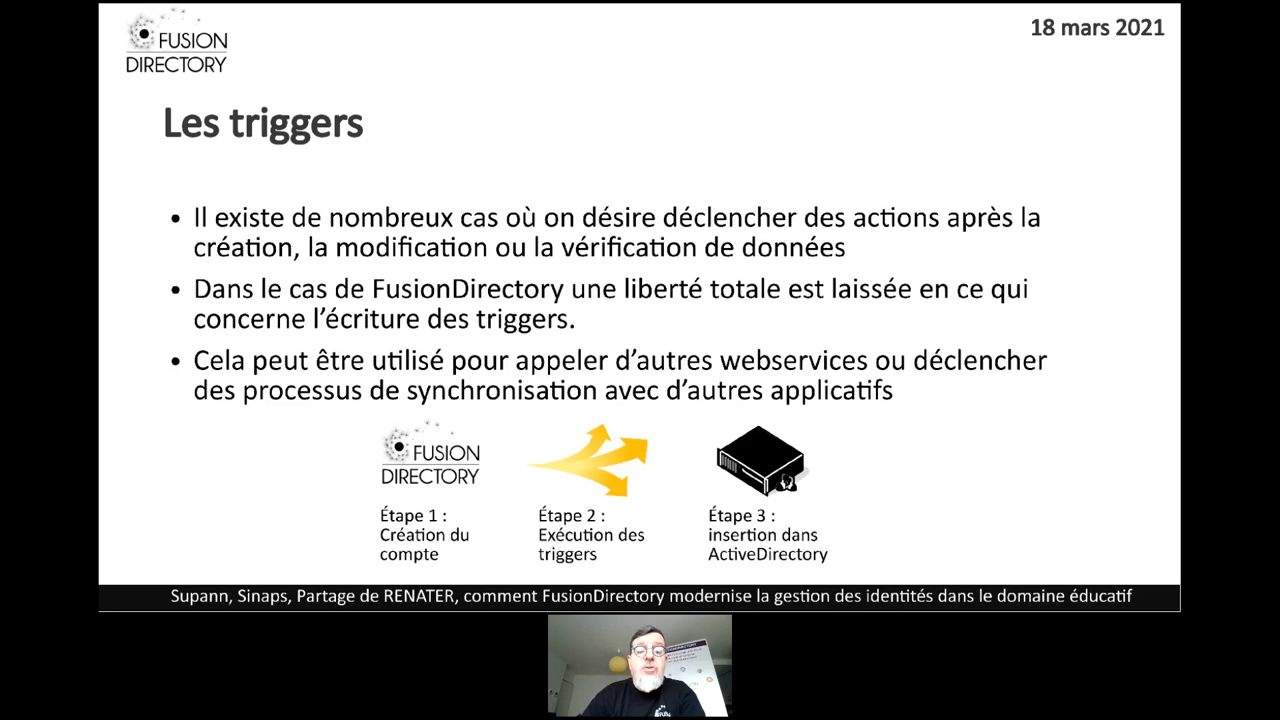 FUSION
DIRECTORY
18 mars 2021
Les triggers
• Il existe de nombreux cas où on désire déclencher des actions après la
création, la modification ou la vérification de données
• Dans le cas de FusionDirectory une liberté totale est laissée en ce qui
concerne l’écriture des triggers.
• Cela peut être utilisé pour appeler d’autres webservices ou déclencher
des processus de synchronisation avec d’autres applicatifs
FUSION
DIRECTORY
Étape 1 :
Création du
compte
Étape 2 :
Exécution des
triggers
Étape 3 :
insertion dans
ActiveDirectory
Supann, Sinaps, Partage de RENATER, comment FusionDirectory modernise la gestion des identités dans le domaine éducatif